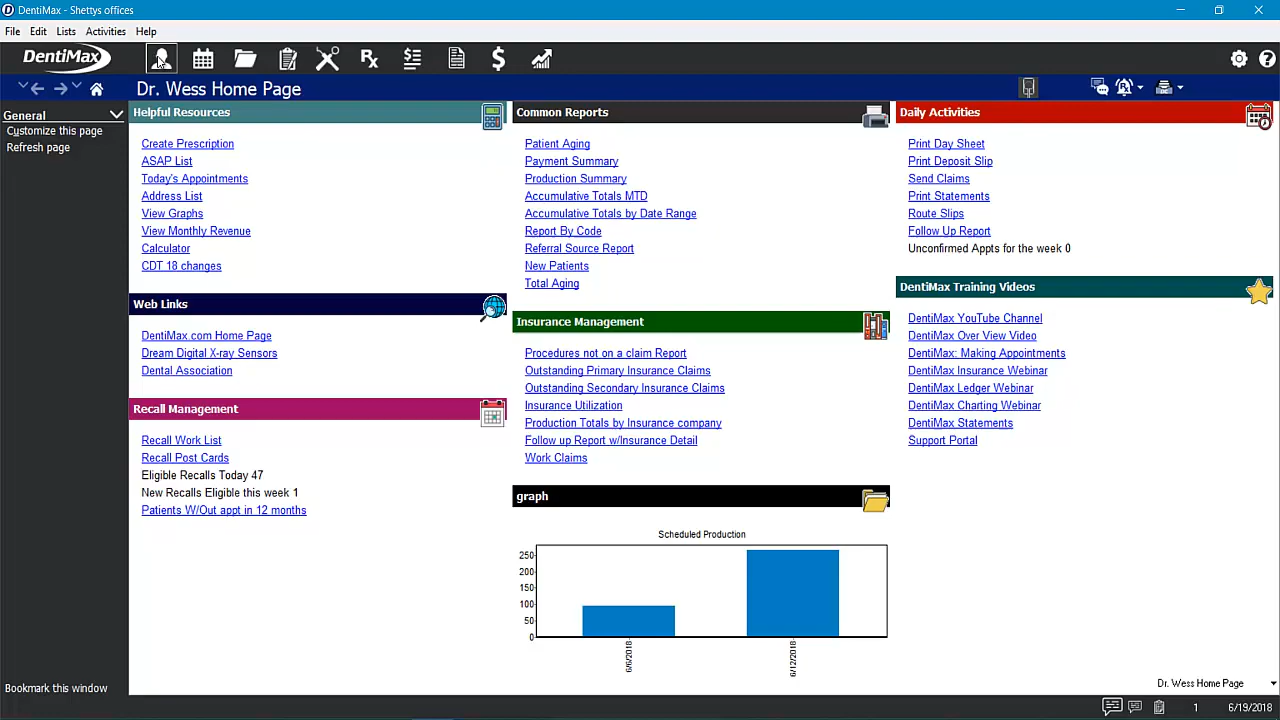 DentiMax - Shettys offices
File Edit Lists Activities Help
DentiMax
Rx
$
?
Dr. Wess Home Page
General
Customize this page
Refresh page
Bookmark this window
Helpful Resources
Create Prescription
ASAP List
Today's Appointments
Address List
View Graphs
View Monthly Revenue
Calculator
CDT 18 changes
Web Links
DentiMax.com Home Page
Dream Digital X-ray Sensors
Dental Association
Recall Management
Recall Work List
Recall Post Cards
Eligible Recalls Today 47
New Recalls Eligible this week 1
Patients W/Out appt in 12 months
Common Reports
Patient Aging
Payment Summary
Production Summary
Accumulative Totals MTD
Accumulative Totals by Date Range
Report By Code
Referral Source Report
New Patients
Total Aging
Insurance Management
Procedures not on a claim Report
Outstanding Primary Insurance Claims
Outstanding Secondary Insurance Claims
Insurance Utilization
Production Totals by Insurance company
Follow up Report w/Insurance Detail
Work Claims
graph
Scheduled Production
250
200
150
100
50
0
6/6/2018
6/12/2018
Daily Activities
Print Day Sheet
Print Deposit Slip
Send Claims
Print Statements
Route Slips
Follow Up Report
Unconfirmed Appts for the week 0
DentiMax Training Videos
DentiMax YouTube Channel
DentiMax Over View Video
DentiMax: Making Appointments
DentiMax Insurance Webinar
DentiMax Ledger Webinar
DentiMax Charting Webinar
DentiMax Statements
Support Portal
Dr. Wess Home Page
1 6/19/2018